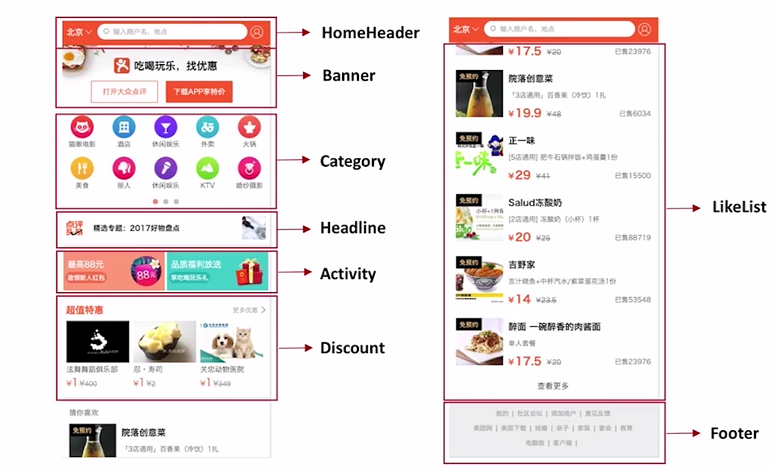 北京
输入商户名、地点
HomeHeader
吃喝玩乐，找优惠
打开大众点评
下载APP享特价
Banner
猫眼电影 酒店 休闲娱乐 外卖 火锅
美食 丽人 休闲娱乐 KTV 婚纱摄影
Category
点评
精选专题：2017好物盘点
Headline
最高88元
88元
品质福利放送
享吃喝玩乐礼
Activity
超值特惠
更多优惠
泫舞舞蹈俱乐部 忍·寿司 关忠动物医院
¥1 ¥400 ¥1 ¥2 ¥1 ¥349
Discount
猜你喜欢
免预约
院落创意菜
「3店通用」百香果（冷饮）1扎
北京
输入商户名、地点
¥17.5 ¥20 已售23976
免预约
院落创意菜
「3店通用」百香果（冷饮）1扎
¥19.9 ¥48 已售6034
免预约
正一味
[5店通用] 肥牛石锅拌饭+鸡蛋羹1份
¥29 ¥41 已售15500
免预约
Salud冻酸奶
[2店通用] 冻酸奶（小杯）1杯
¥20 ¥25 已售88719
免预约
吉野家
吉汁烧鱼+中杯汽水/紫菜蛋花汤1份
¥14 ¥23.5 已售53548
免预约
醉面 一碗醉香的肉酱面
单人套餐
¥17.5 ¥20 已售23976
查看更多
LikeList
我的 | 社区论坛 | 添加商户 | 意见反馈
美团网 | 美团下载 | 结婚 | 亲子 | 家装 | 宴会 | 教育
电脑版 | 客户端 |
Footer